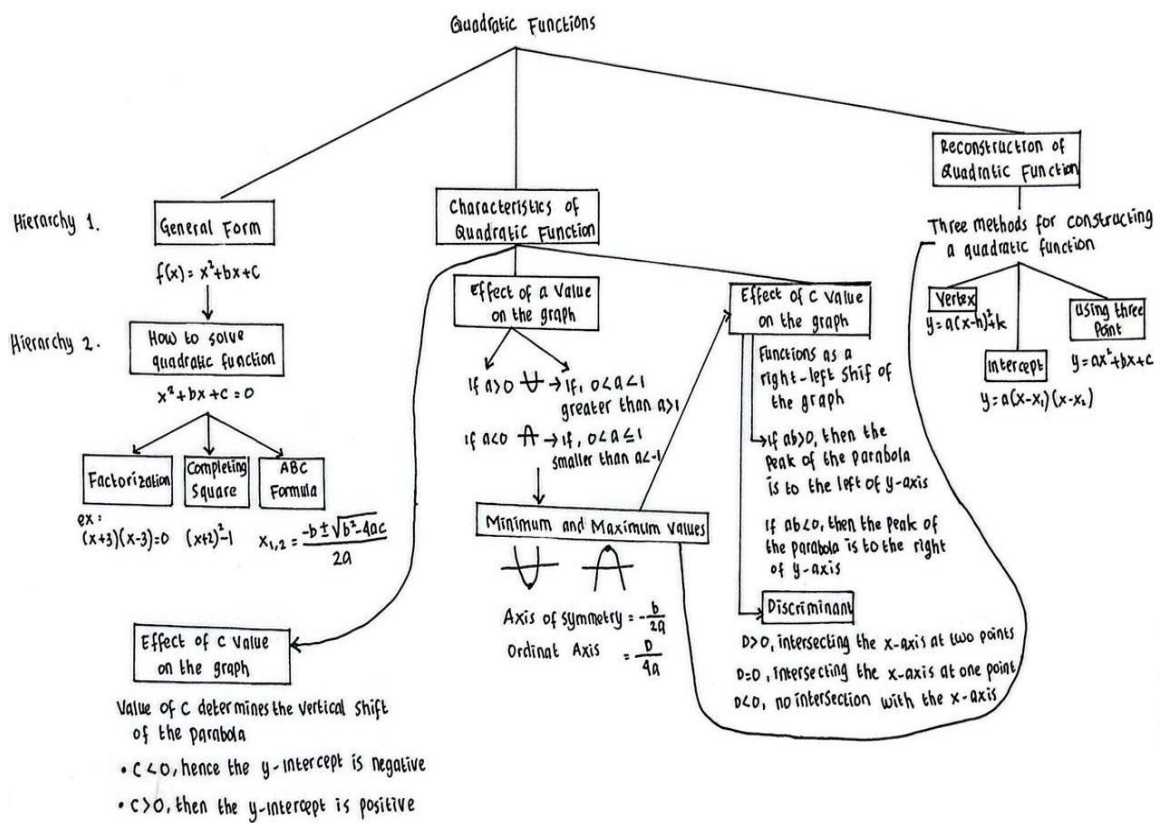 Quadratic Functions
Hierarchy 1.
General Form
f(x) = x²+bx+c
Hierarchy 2.
How to solve
quadratic function
x²+bx+c=0
Factorization
ex:
(x+3)(x-3)=0
Completing
Square
(x+2)²-1
ABC
Formula
x₁,₂ = -b±√b²-4ac / 2a
Characteristics of
Quadratic Function
Effect of a Value
on the graph
If a>0 → if, 0<a<1
greater than a>1
if a<0 → if, 0<a≤1
smaller than a<-1
Minimum and Maximum values
Axis of symmetry = -b/2a
Ordinat Axis = D/4a
Effect of C Value
on the graph
Functions as a
right-left shif of
the graph
if ab>0, then the
peak of the parabola
is to the left of y-axis
If ab<0, then the peak of
the parabola is to the right
of y-axis
Discriminant
D>0, intersecting the x-axis at two points
D=0, intersecting the x-axis at one point
D<0, no intersection with the x-axis
Effect of C Value
on the graph
Value of C determines the vertical shift
of the parabola
• C<0, hence the y-intercept is negative
• C>0, then the y-intercept is positive
Reconstruction of
Quadratic Function
Three methods for constructing
a quadratic function
Vertex
y=a(x-h)²+k
Intercept
y=a(x-x₁)(x-x₂)
Using three
Point
y=ax²+bx+c